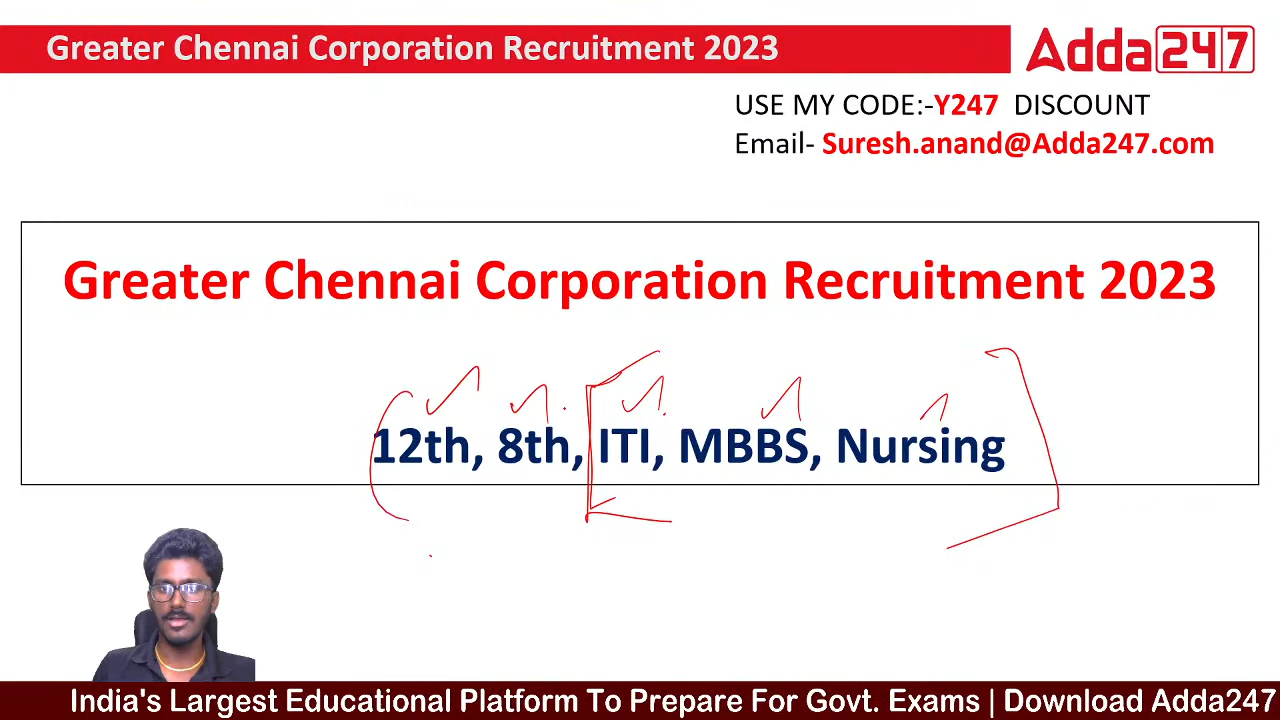 Greater Chennai Corporation Recruitment 2023
Adda247
USE MY CODE:-Y247 DISCOUNT
Email- Suresh.anand@Adda247.com
Greater Chennai Corporation Recruitment 2023
12th, 8th, ITI, MBBS, Nursing
India's Largest Educational Platform To Prepare For Govt. Exams | Download Adda247